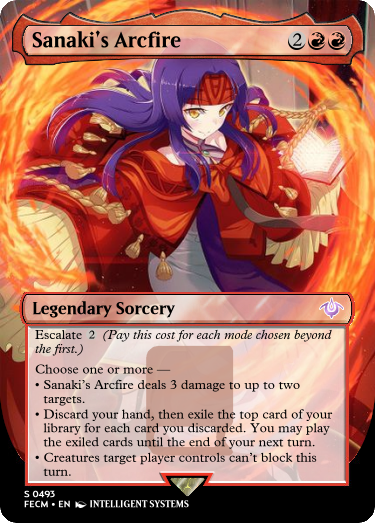 Sanaki's Arcfire 2
Legendary Sorcery
Escalate 2 (Pay this cost for each mode chosen beyond
the first.)
Choose one or more —
• Sanaki's Arcfire deals 3 damage to up to two
targets.
• Discard your hand, then exile the top card of your
library for each card you discarded. You may play
the exiled cards until the end of your next turn.
• Creatures target player controls can't block this
turn.
S 0493
FECM • EN INTELLIGENT SYSTEMS